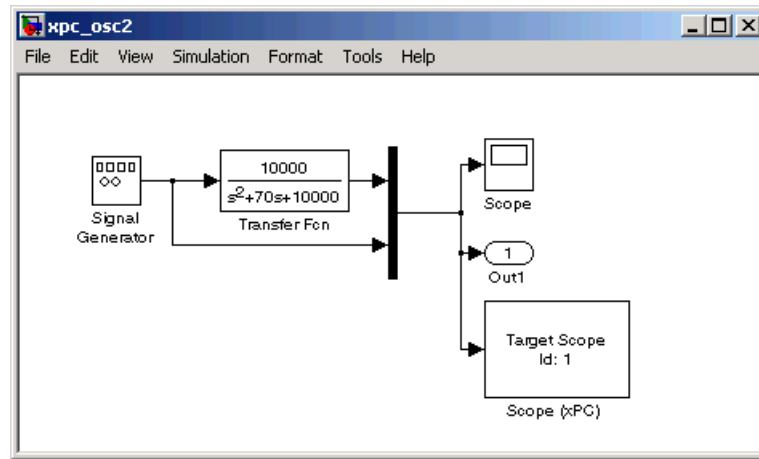 xpc_osc2
File Edit View Simulation Format Tools Help
Signal
Generator
10000
s²+70s+10000
Transfer Fcn
Scope
1
Out1
Target Scope
Id: 1
Scope (xPC)